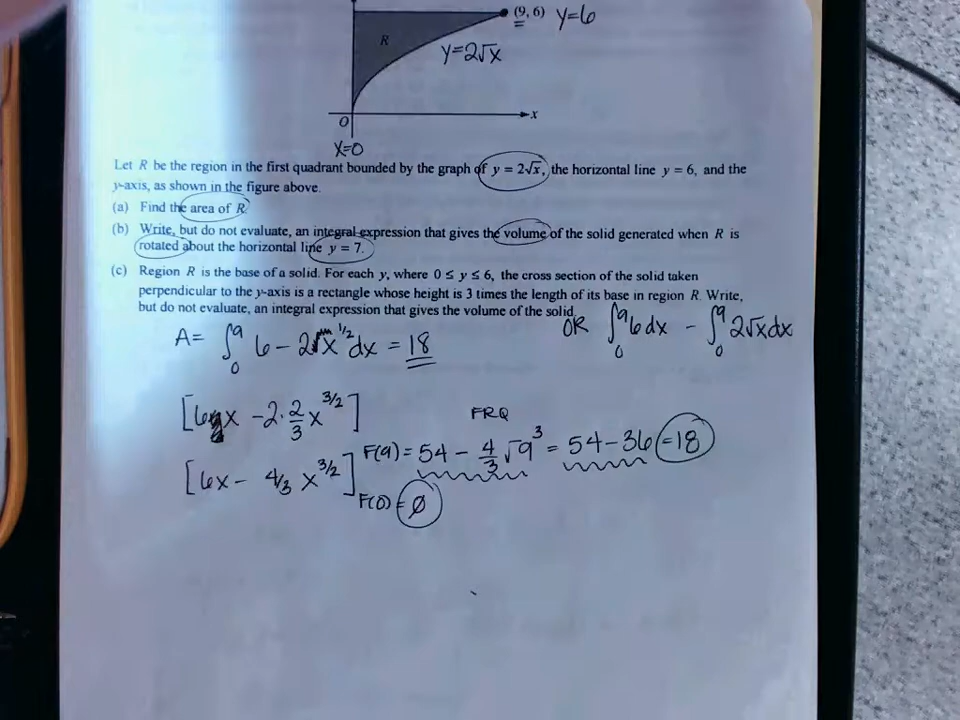 (9, 6) y=6
R
y=2√x
O
x
x=0
Let R be the region in the first quadrant bounded by the graph of y = 2√x, the horizontal line y = 6, and the
y-axis, as shown in the figure above.
(a) Find the area of R.
(b) Write, but do not evaluate, an integral expression that gives the volume of the solid generated when R is
rotated about the horizontal line y = 7.
(c) Region R is the base of a solid. For each y, where 0 ≤ y ≤ 6, the cross section of the solid taken
perpendicular to the y-axis is a rectangle whose height is 3 times the length of its base in region R. Write,
but do not evaluate, an integral expression that gives the volume of the solid.
A = ∫₀⁹ 6 - 2x^1/2 dx = 18
OR ∫₀⁹ 6 dx - ∫₀⁹ 2√x dx
[6x - 2·2/3 x^3/2]
FRQ
[6x - 4/3 x^3/2] F(9) = 54 - 4/3 √9³ = 54-36 = 18
F(0) = 0